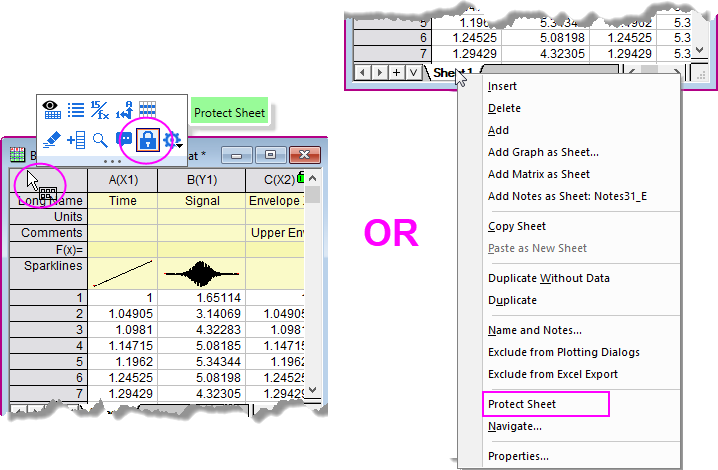 Protect Sheet
at *
A(X1) B(Y1) C(X2)
Long Name Time Signal Envelope
Units
Comments Upper Env
F(x)=
Sparklines
1 1 1.65114
2 1.04905 3.14069 1.04905
3 1.0981 4.32283 1.0981
4 1.14715 5.08185 1.14715
5 1.1962 5.34344 1.1962
6 1.24525 5.08198 1.24525
7 1.29429 4.32305 1.29429
OR
5 1.1962 5.34344 1.1962 5.3
6 1.24525 5.08198 1.24525 5.3
7 1.29429 4.32305 1.29429 5.3
Sheet1
Insert
Delete
Add
Add Graph as Sheet...
Add Matrix as Sheet
Add Notes as Sheet: Notes31_E
Copy Sheet
Paste as New Sheet
Duplicate Without Data
Duplicate
Name and Notes...
Exclude from Plotting Dialogs
Exclude from Excel Export
Protect Sheet
Navigate...
Properties...